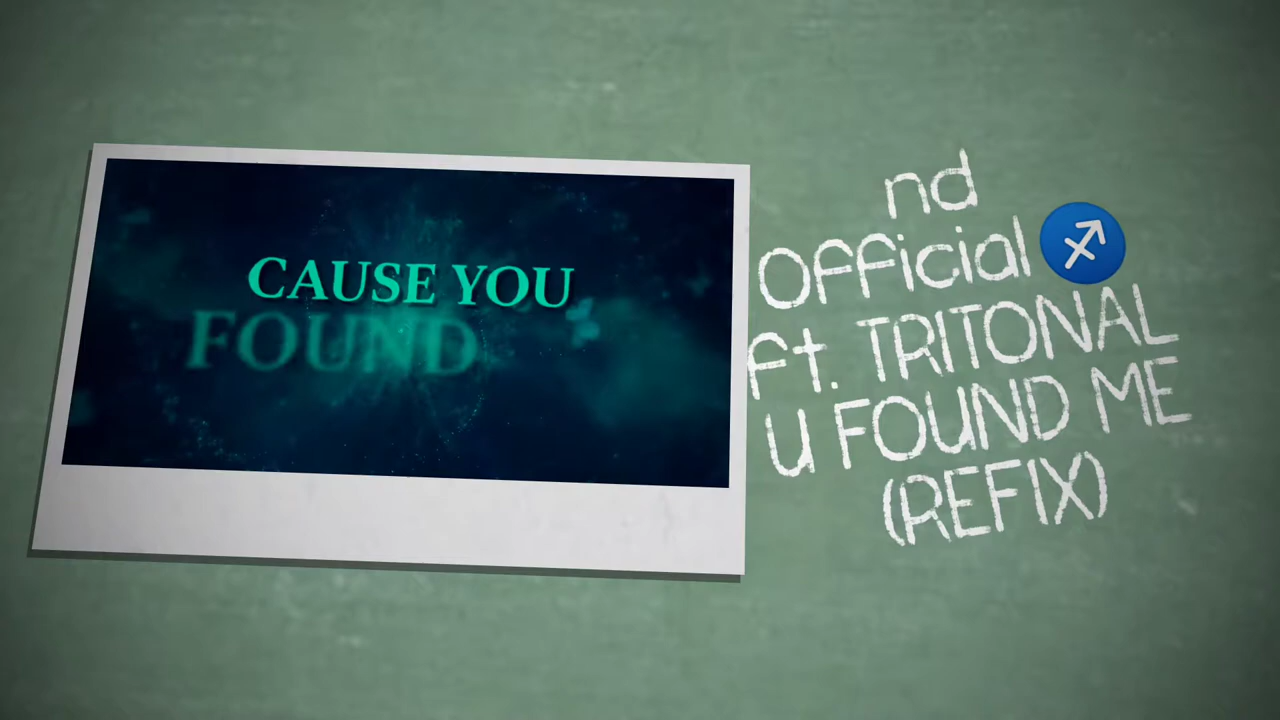 CAUSE YOU
FOUND
nd
Official ♐
ft. TRITONAL
U FOUND ME
(REFIX)